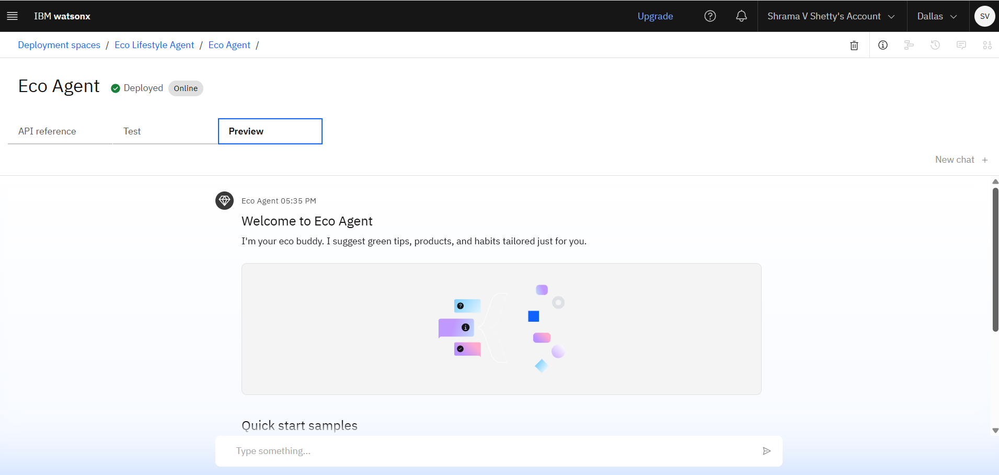 IBM watsonx
Upgrade
Shrama V Shetty's Account
Dallas
SV
Deployment spaces / Eco Lifestyle Agent / Eco Agent /
Eco Agent
Deployed
Online
API reference
Test
Preview
New chat +
Eco Agent 05:35 PM
Welcome to Eco Agent
I'm your eco buddy. I suggest green tips, products, and habits tailored just for you.
Quick start samples
Type something...